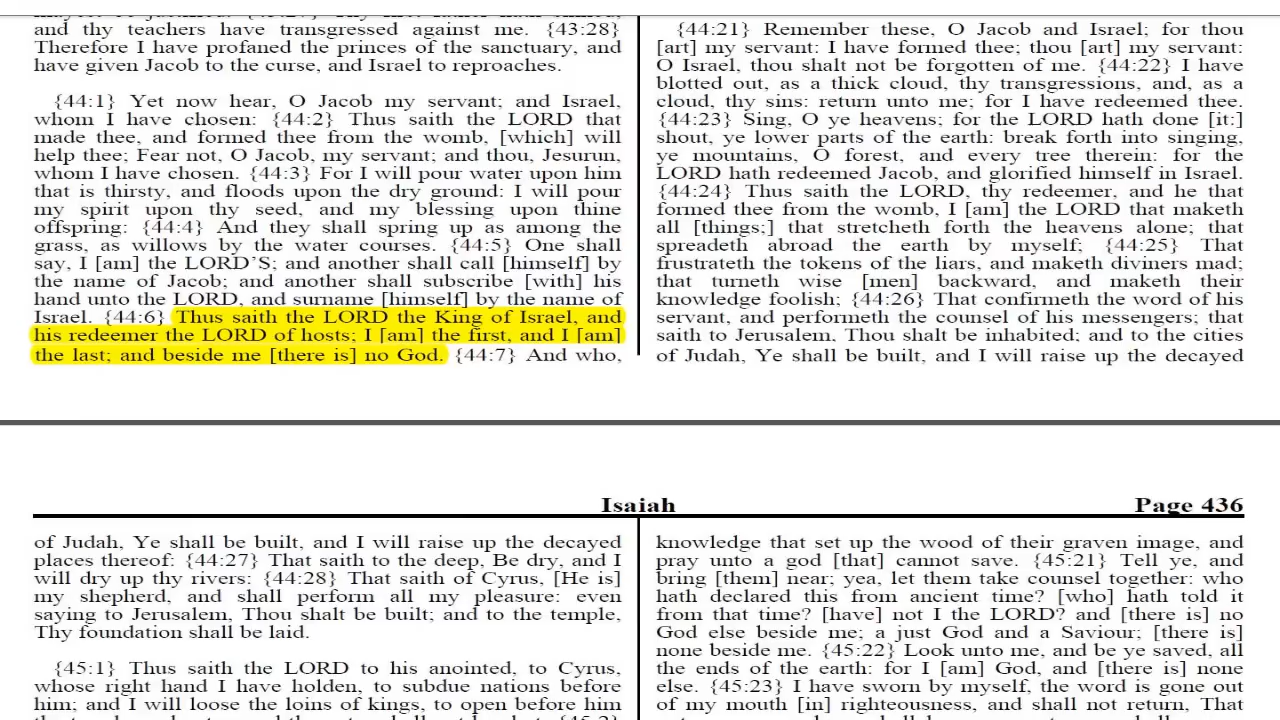 and thy teachers have transgressed against me. {43:28}
Therefore I have profaned the princes of the sanctuary, and
have given Jacob to the curse, and Israel to reproaches.
{44:1} Yet now hear, O Jacob my servant; and Israel,
whom I have chosen: {44:2} Thus saith the LORD that
made thee, and formed thee from the womb, [which] will
help thee; Fear not, O Jacob, my servant; and thou, Jesurun,
whom I have chosen. {44:3} For I will pour water upon him
that is thirsty, and floods upon the dry ground: I will pour
my spirit upon thy seed, and my blessing upon thine
offspring: {44:4} And they shall spring up as among the
grass, as willows by the water courses. {44:5} One shall
say, I [am] the LORD'S; and another shall call [himself] by
the name of Jacob; and another shall subscribe [with] his
hand unto the LORD, and surname [himself] by the name of
Israel. {44:6} Thus saith the LORD the King of Israel, and
his redeemer the LORD of hosts; I [am] the first, and I [am]
the last; and beside me [there is] no God. {44:7} And who,
{44:21} Remember these, O Jacob and Israel; for thou
[art] my servant: I have formed thee; thou [art] my servant:
O Israel, thou shalt not be forgotten of me. {44:22} I have
blotted out, as a thick cloud, thy transgressions, and, as a
cloud, thy sins: return unto me; for I have redeemed thee.
{44:23} Sing, O ye heavens; for the LORD hath done [it:]
shout, ye lower parts of the earth: break forth into singing,
ye mountains, O forest, and every tree therein: for the
LORD hath redeemed Jacob, and glorified himself in Israel.
{44:24} Thus saith the LORD, thy redeemer, and he that
formed thee from the womb, I [am] the LORD that maketh
all [things;] that stretcheth forth the heavens alone; that
spreadeth abroad the earth by myself; {44:25} That
frustrateth the tokens of the liars, and maketh diviners mad;
that turneth wise [men] backward, and maketh their
knowledge foolish; {44:26} That confirmeth the word of his
servant, and performeth the counsel of his messengers; that
saith to Jerusalem, Thou shalt be inhabited; and to the cities
of Judah, Ye shall be built, and I will raise up the decayed
Isaiah Page 436
of Judah, Ye shall be built, and I will raise up the decayed
places thereof: {44:27} That saith to the deep, Be dry, and I
will dry up thy rivers: {44:28} That saith of Cyrus, [He is]
my shepherd, and shall perform all my pleasure: even
saying to Jerusalem, Thou shalt be built; and to the temple,
Thy foundation shall be laid.
{45:1} Thus saith the LORD to his anointed, to Cyrus,
whose right hand I have holden, to subdue nations before
him; and I will loose the loins of kings, to open before him
knowledge that set up the wood of their graven image, and
pray unto a god [that] cannot save. {45:21} Tell ye, and
bring [them] near; yea, let them take counsel together: who
hath declared this from ancient time? [who] hath told it
from that time? [have] not I the LORD? and [there is] no
God else beside me; a just God and a Saviour; [there is]
none beside me. {45:22} Look unto me, and be ye saved, all
the ends of the earth: for I [am] God, and [there is] none
else. {45:23} I have sworn by myself, the word is gone out
of my mouth [in] righteousness, and shall not return, That